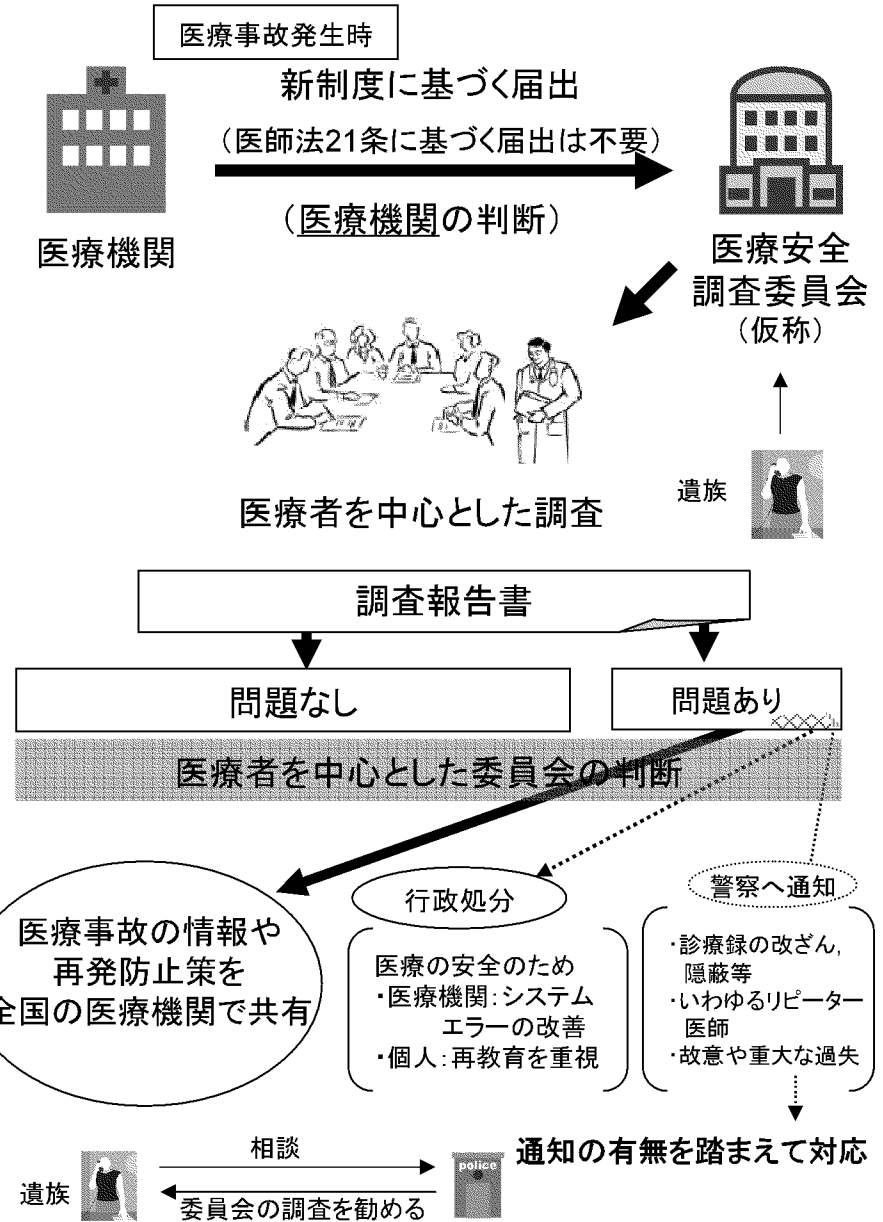 医療事故発生時
新制度に基づく届出
（医師法21条に基づく届出は不要）
（医療機関の判断）
医療機関
医療安全
調査委員会
（仮称）
遺族
医療者を中心とした調査
調査報告書
問題なし
問題あり
医療者を中心とした委員会の判断
医療事故の情報や
再発防止策を
全国の医療機関で共有
行政処分
医療の安全のため
・医療機関：システム
エラーの改善
・個人：再教育を重視
警察へ通知
・診療録の改ざん，
隠蔽等
・いわゆるリピーター
医師
・故意や重大な過失
通知の有無を踏まえて対応
遺族
相談
委員会の調査を勧める
police